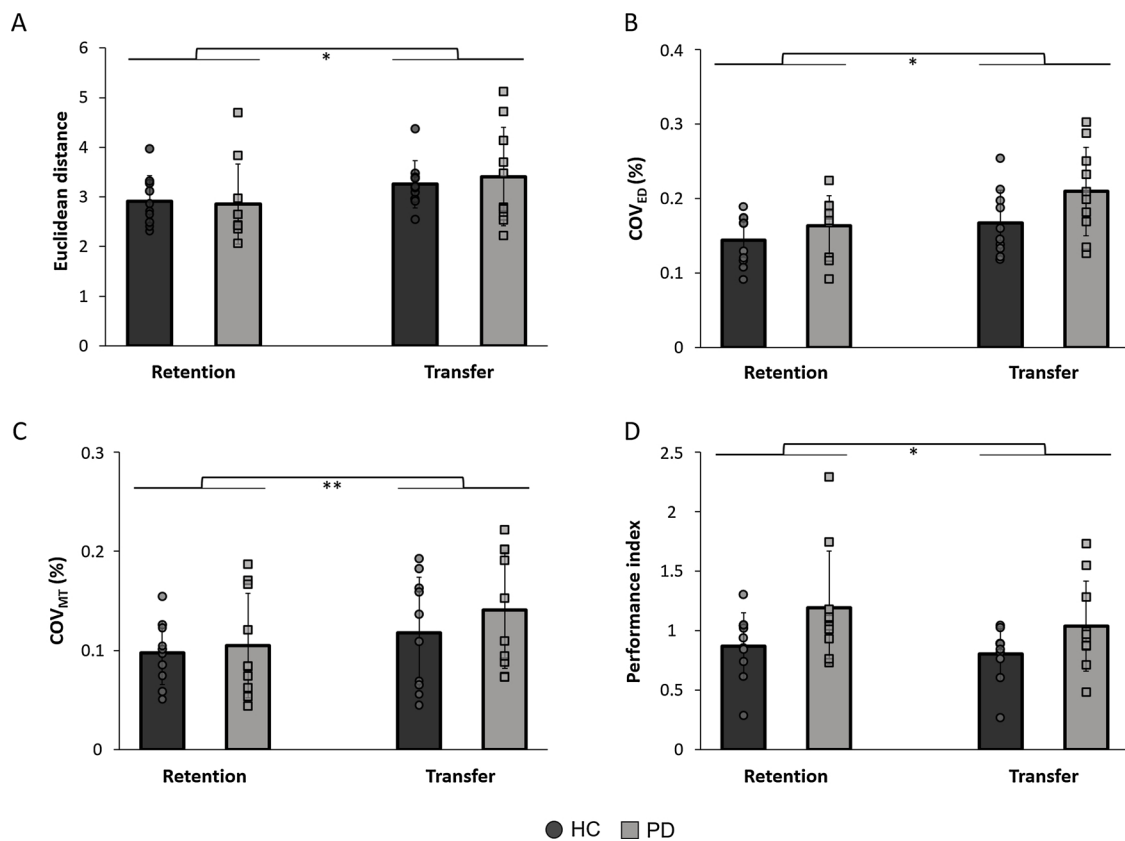 A
Euclidean distance
6
5
4
3
2
1
0
*
Retention
Transfer
B
COV_ED (%)
0.4
0.3
0.2
0.1
0
*
Retention
Transfer
C
COV_MT (%)
0.3
0.2
0.1
0
**
Retention
Transfer
D
Performance index
2.5
2
1.5
1
0.5
0
*
Retention
Transfer
HC PD